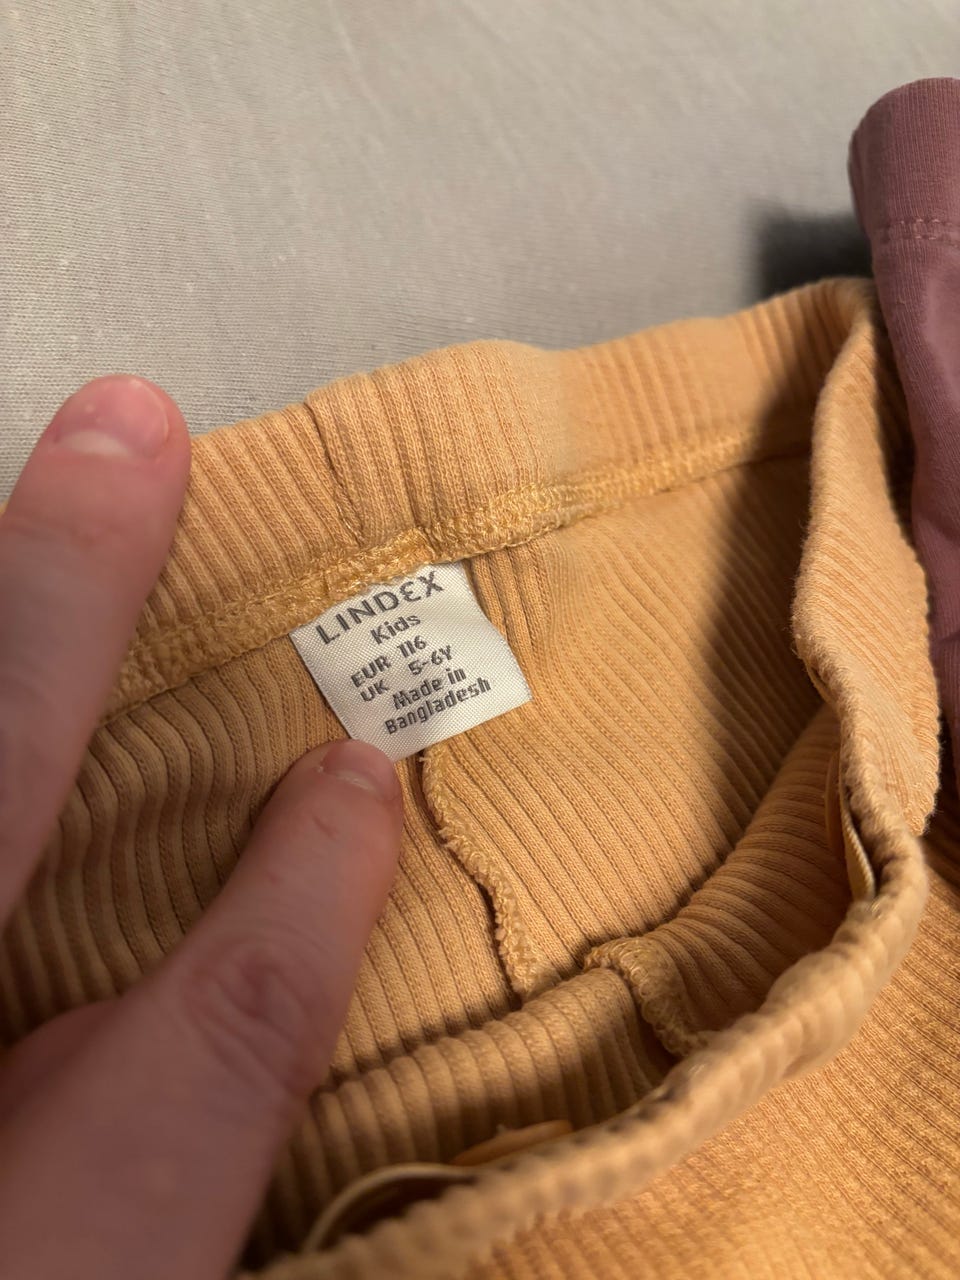 LINDEX
Kids
EUR 116
UK 5-6Y
Made in
Bangladesh